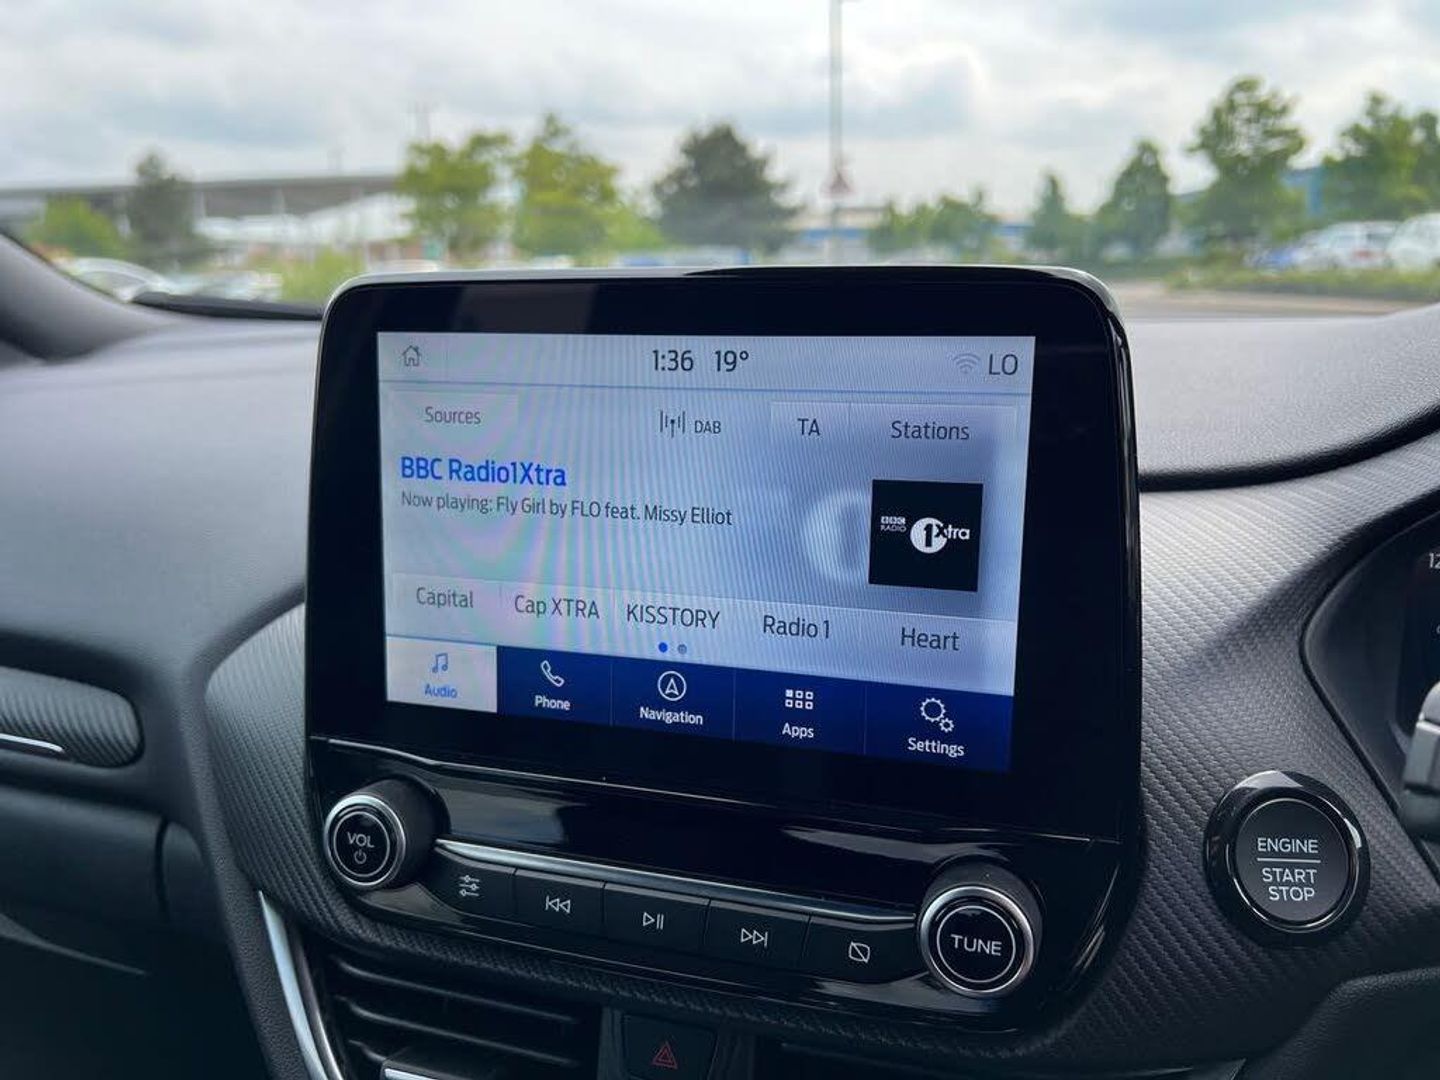 1:36 19° LO
Sources DAB TA Stations
BBC Radio1Xtra
Now playing: Fly Girl by FLO feat. Missy Elliot
BBC
RADIO
1Xtra
Capital Cap XTRA KISSTORY Radio 1 Heart
Audio Phone Navigation Apps Settings
VOL
TUNE
ENGINE
START
STOP